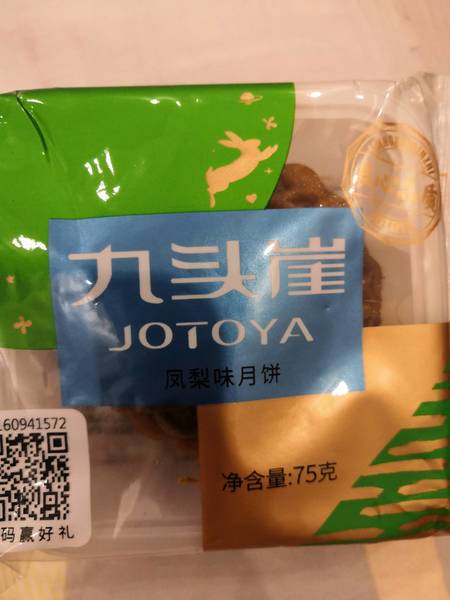 九头崖
JOTOYA
凤梨味月饼
160941572
净含量:75克
码赢好礼